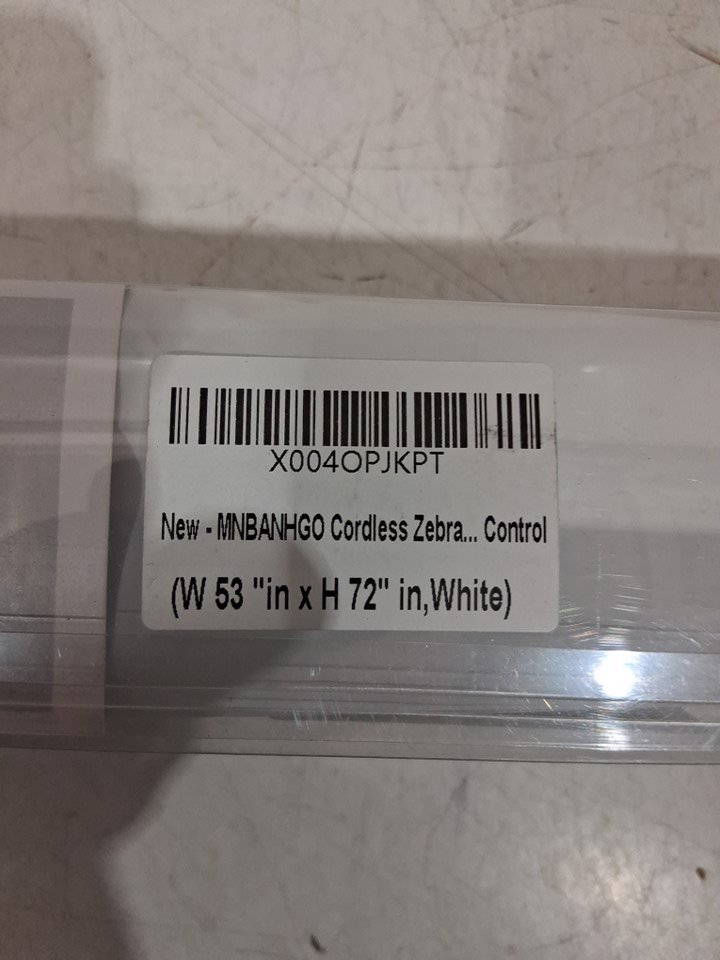 X004OPJKPT
New - MNBANHGO Cordless Zebra... Control
(W 53 "in x H 72" in,White)